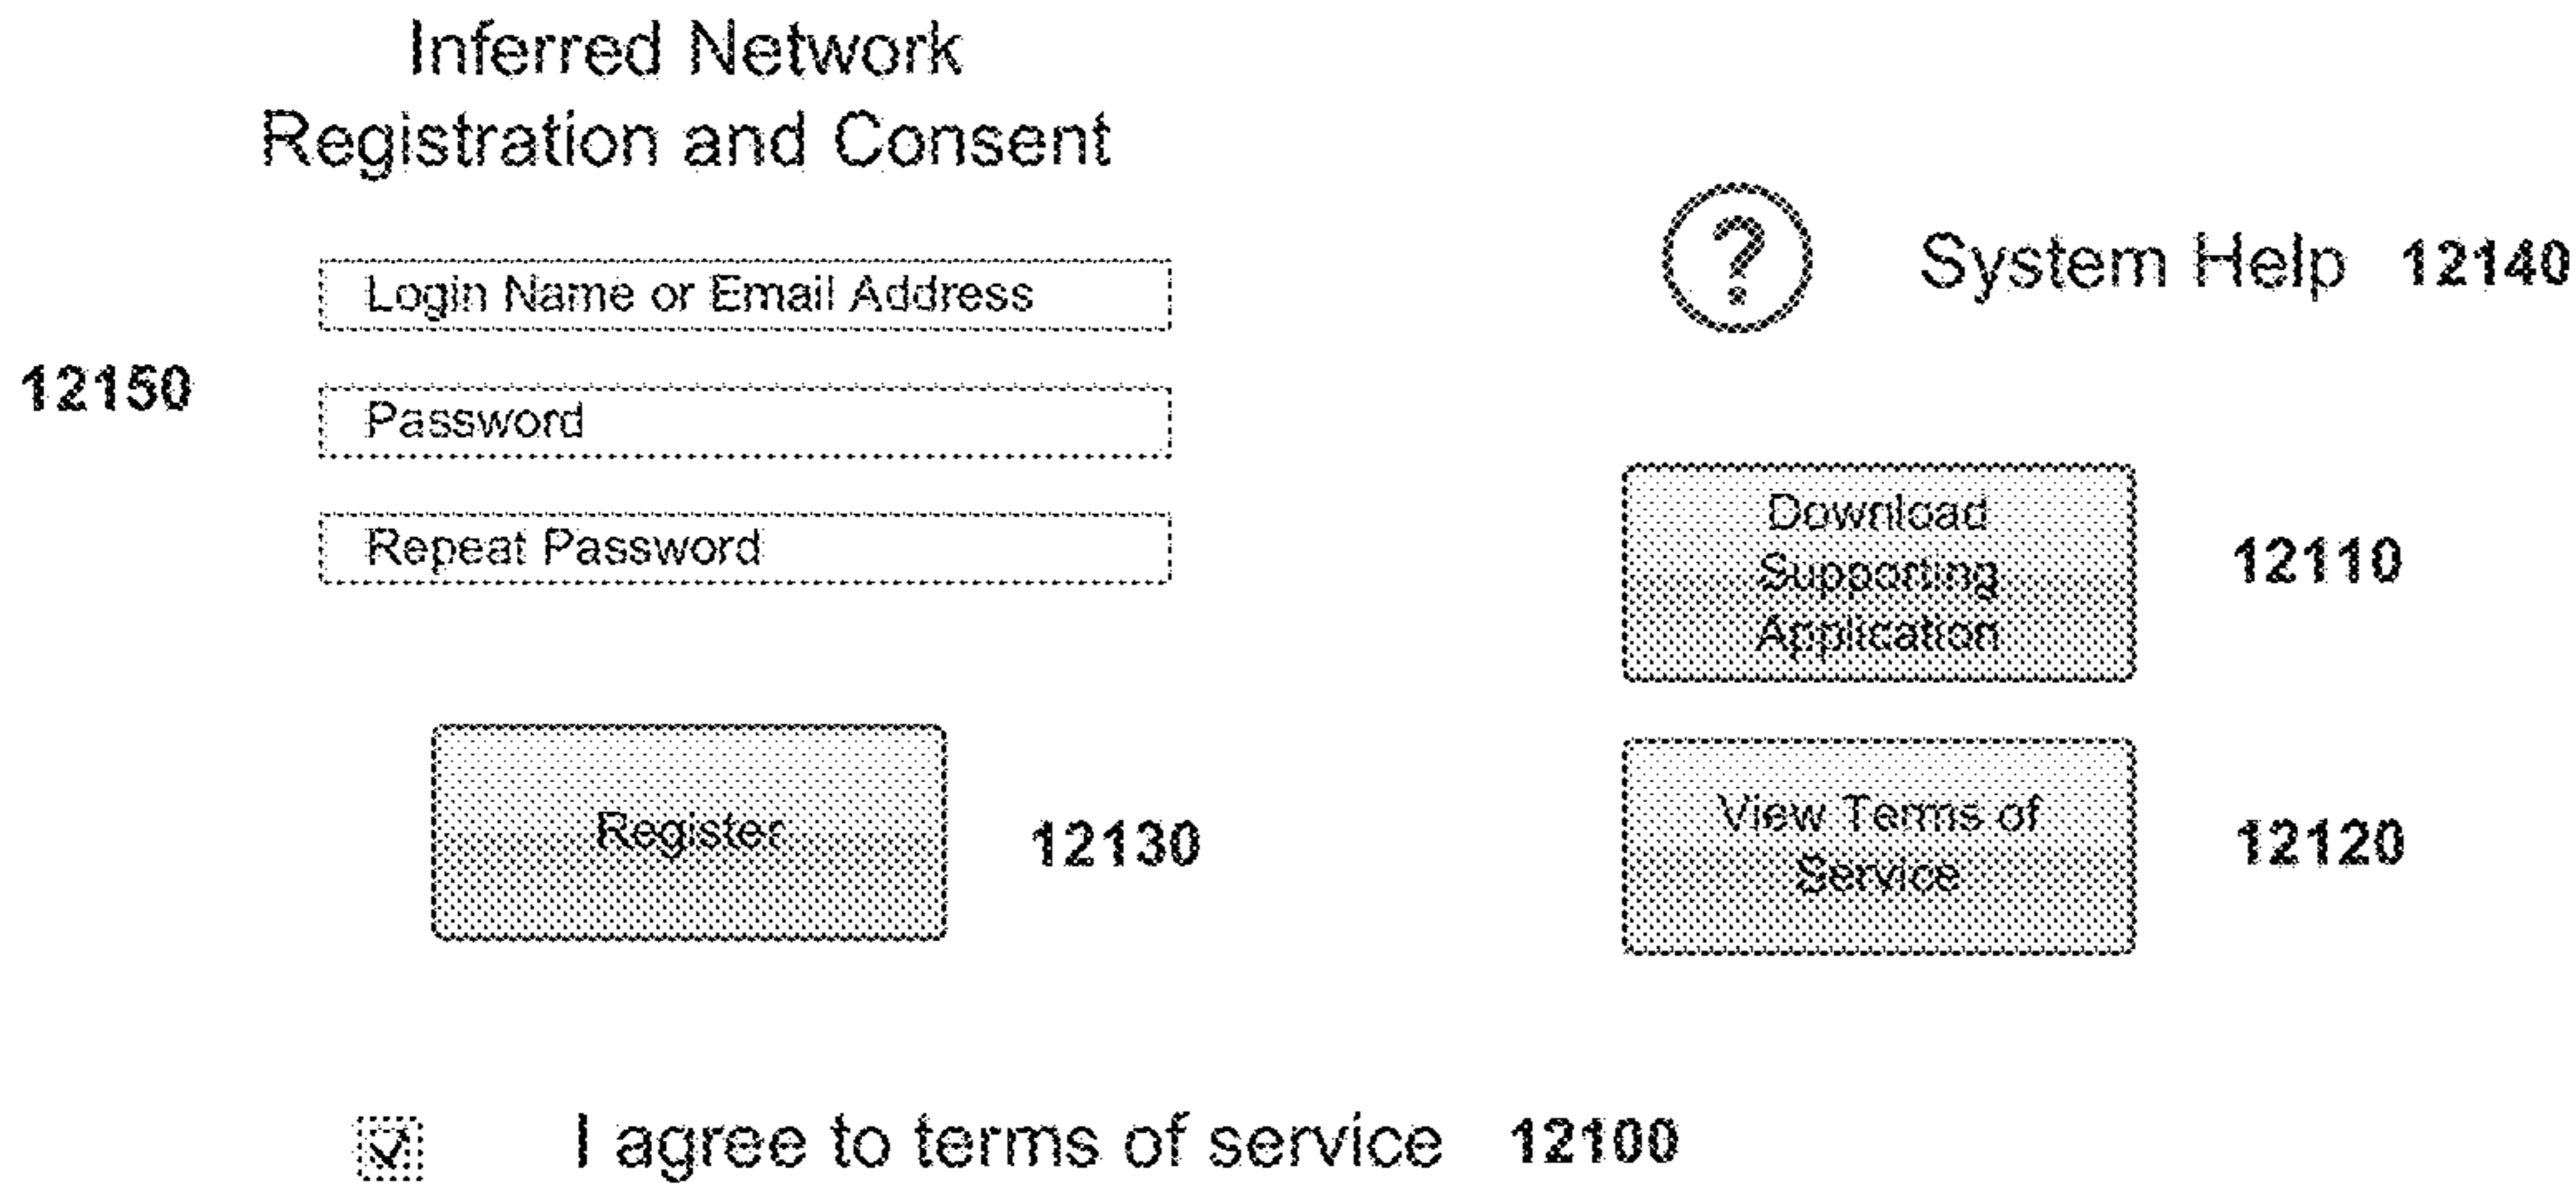 Inferred Network
Registration and Consent
Login Name or Email Address
12150
Password
Repeat Password
Register
12130
? System Help 12140
Download
Supporting
Application
12110
View Terms of
Service
12120
I agree to terms of service 12100